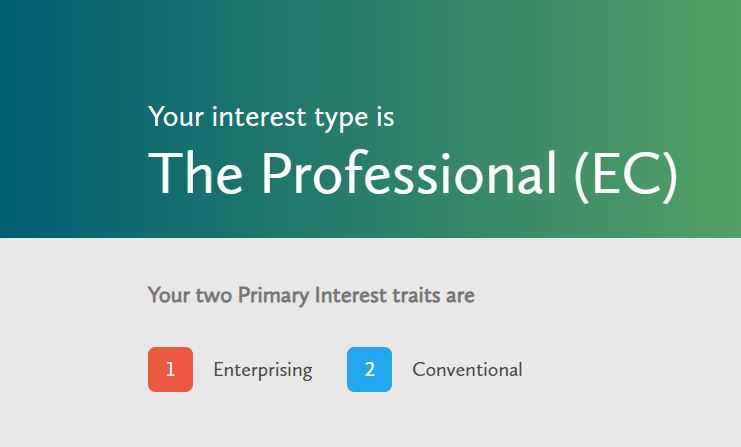 Your interest type is
The Professional (EC)
Your two Primary Interest traits are
1 Enterprising 2 Conventional